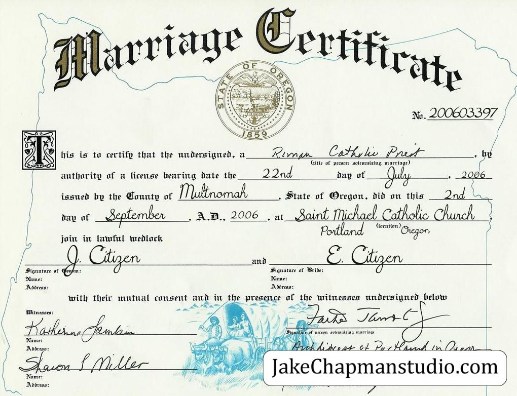 Marriage Certificate
STATE OF OREGON
1859
No. 200603397
This is to certify that the undersigned, a Roman Catholic Priest, by
(title of person solemnizing marriage)
authority of a license bearing date the 22nd day of July, 2006
issued by the County of Multnomah, State of Oregon, did on this 2nd
day of September, A.D., 2006, at Saint Michael Catholic Church
(location)
Portland Oregon
join in lawful wedlock
J. Citizen and E. Citizen
Signature of Groom: Signature of Bride:
Name: Name:
Address: Address:
with their mutual consent and in the presence of the witnesses undersigned below
Witnesses:
Katherine
Signature of person solemnizing marriage
Name:
Address:
Archdiocese of Portland in Oregon
Sharon L Miller
Name:
Address:
JakeChapmanstudio.com